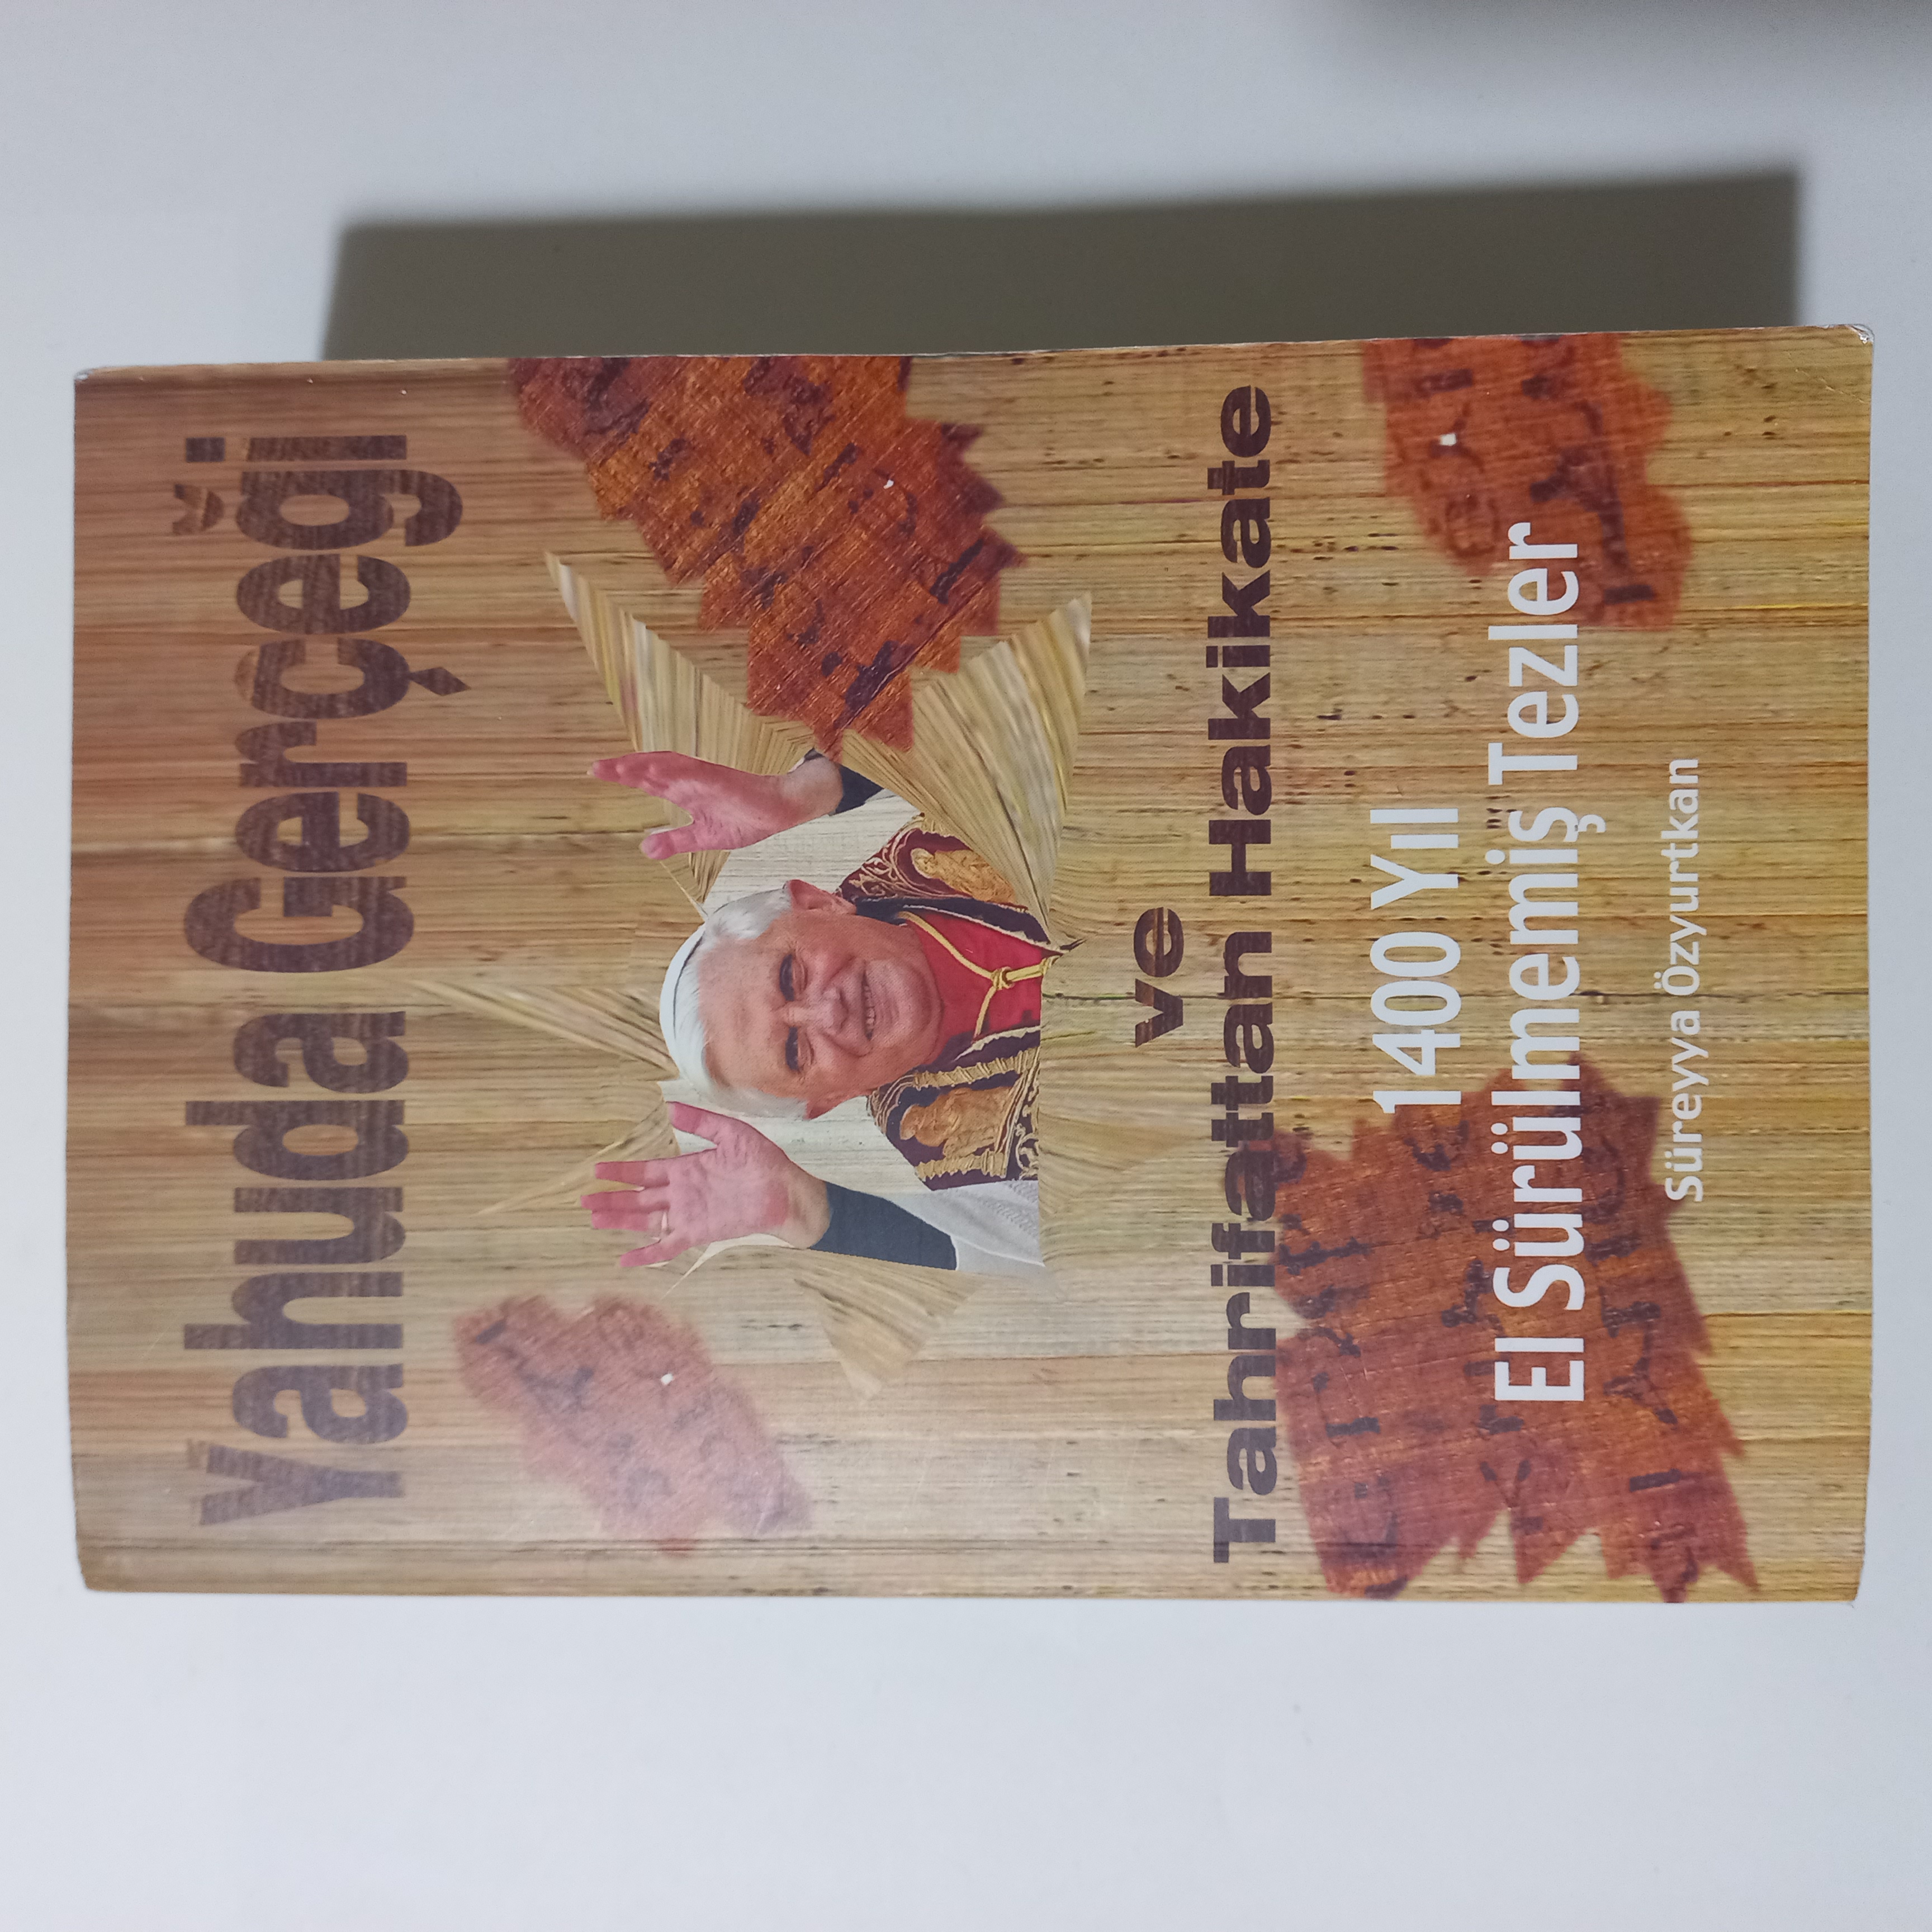 Yahuda Gerçeği
ve
Tahrifattan Hakikate
1400 Yıl
El Sürülmemiş Tezler
Süreyya Özyurtkan